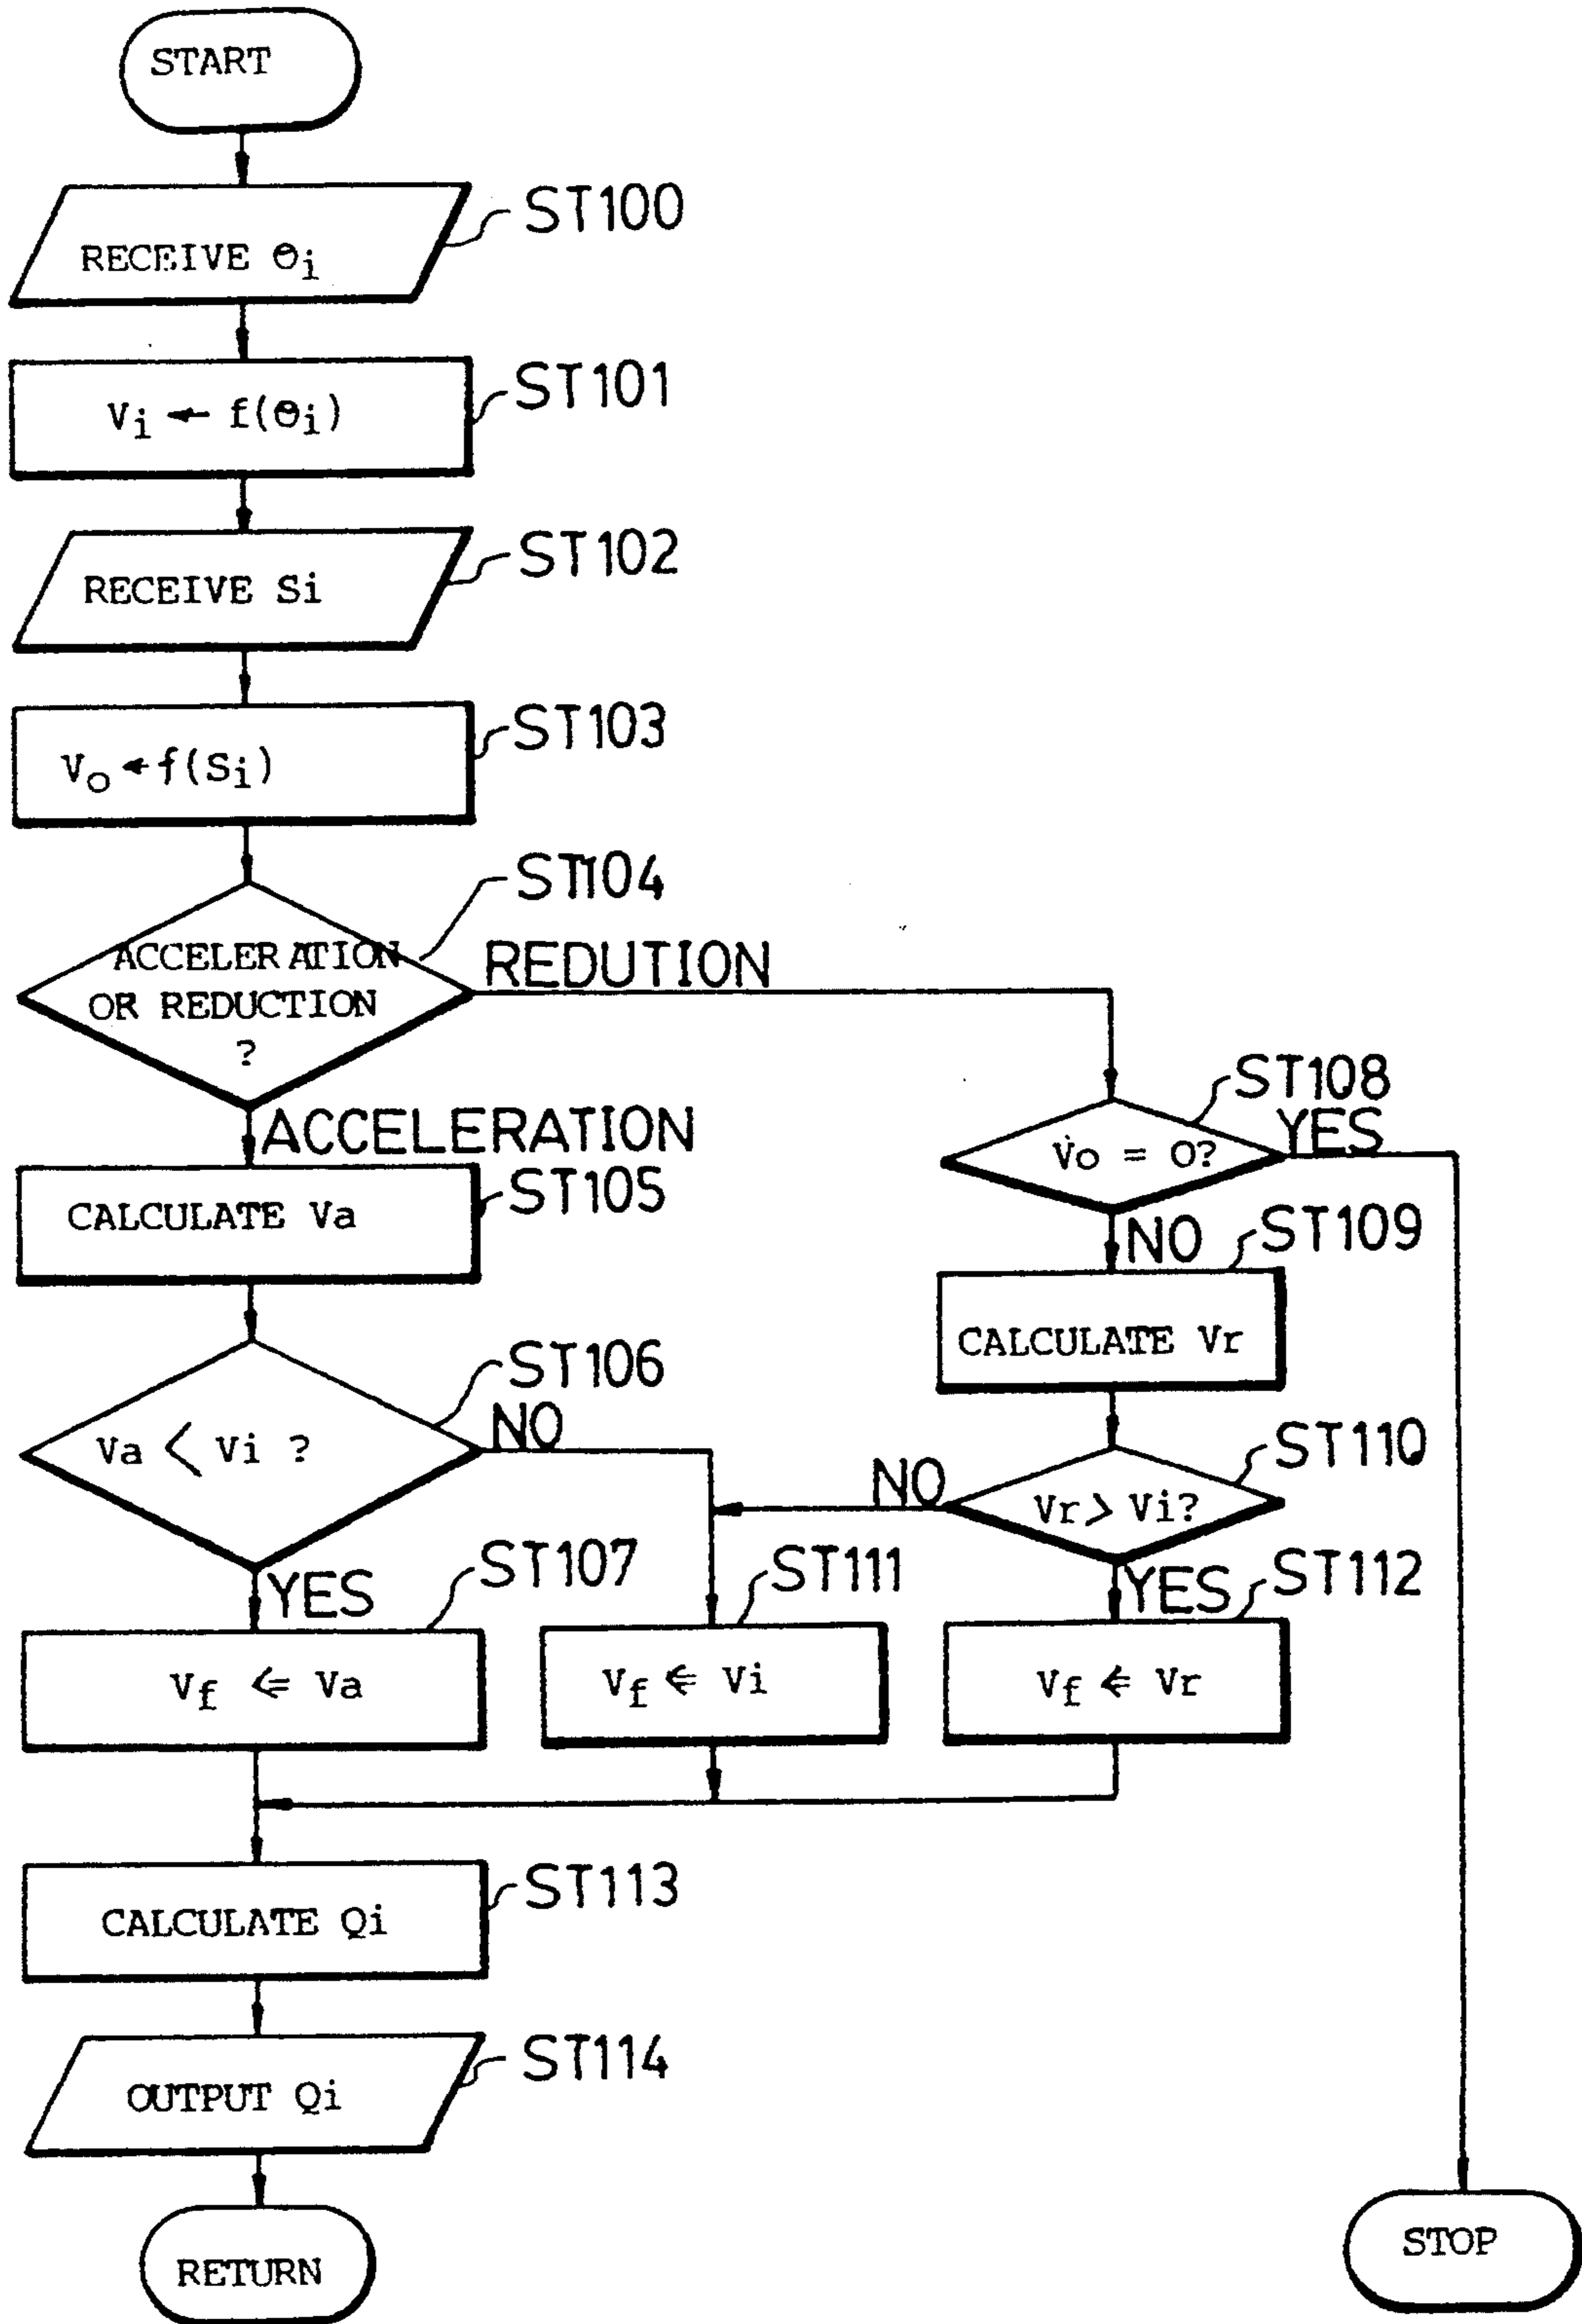 START
ST100
RECEIVE Θi
ST101
Vi ← f(Θi)
ST102
RECEIVE Si
ST103
Vo ← f(Si)
ST104
ACCELERATION
OR REDUCTION
?
REDUTION
ACCELERATION
ST108
Vo = O?
YES
ST105
CALCULATE Va
NO
ST109
CALCULATE Vr
ST106
Va < Vi ?
NO
ST110
Vr > Vi?
NO
YES
ST107
Vf ⇐ Va
ST111
Vf ⇐ Vi
YES
ST112
Vf ⇐ Vr
ST113
CALCULATE Qi
ST114
OUTPUT Qi
RETURN
STOP